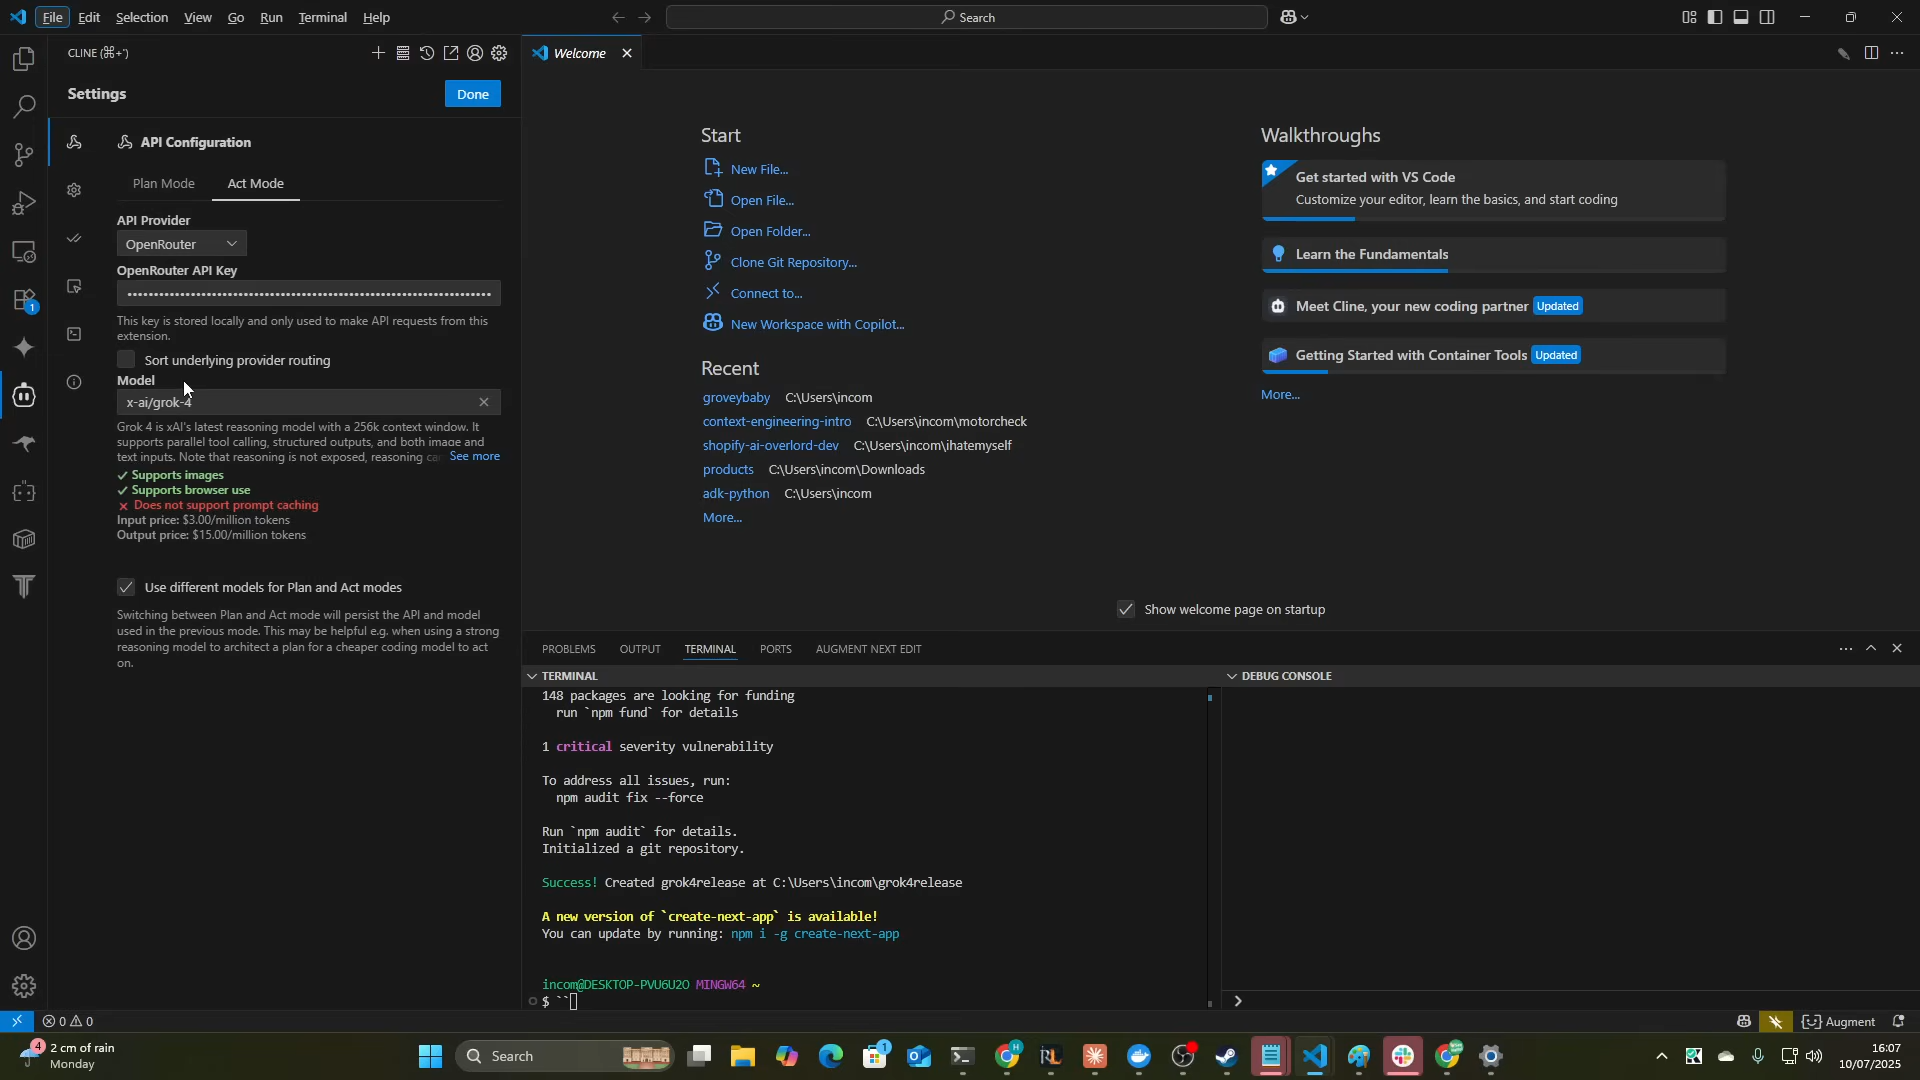 File Edit Selection View Go Run Terminal Help
Search
CLINE (⌘+')
Settings
Done
API Configuration
Plan Mode
Act Mode
API Provider
OpenRouter
OpenRouter API Key
This key is stored locally and only used to make API requests from this
extension.
Sort underlying provider routing
Model
x-ai/grok-4
Grok 4 is xAI's latest reasoning model with a 256k context window. It
supports parallel tool calling, structured outputs, and both image and
text inputs. Note that reasoning is not exposed, reasoning ca See more
Supports images
Supports browser use
Does not support prompt caching
Input price: $3.00/million tokens
Output price: $15.00/million tokens
Use different models for Plan and Act modes
Switching between Plan and Act mode will persist the API and model
used in the previous mode. This may be helpful e.g. when using a strong
reasoning model to architect a plan for a cheaper coding model to act
on.
1
Welcome
Start
New File...
Open File...
Open Folder...
Clone Git Repository...
Connect to...
New Workspace with Copilot...
Recent
groveybaby C:\Users\incom
context-engineering-intro C:\Users\incom\motorcheck
shopify-ai-overlord-dev C:\Users\incom\ihatemyself
products C:\Users\incom\Downloads
adk-python C:\Users\incom
More...
Walkthroughs
Get started with VS Code
Customize your editor, learn the basics, and start coding
Learn the Fundamentals
Meet Cline, your new coding partner Updated
Getting Started with Container Tools Updated
More...
Show welcome page on startup
PROBLEMS OUTPUT TERMINAL PORTS AUGMENT NEXT EDIT
TERMINAL
DEBUG CONSOLE
148 packages are looking for funding
run `npm fund` for details
1 critical severity vulnerability
To address all issues, run:
npm audit fix --force
Run `npm audit` for details.
Initialized a git repository.
Success! Created grok4release at C:\Users\incom\grok4release
A new version of `create-next-app` is available!
You can update by running: npm i -g create-next-app
incom@DESKTOP-PVU6U2O MINGW64 ~
$ ``
0 0
Augment
4
2 cm of rain
Monday
Search
1
16:07
10/07/2025